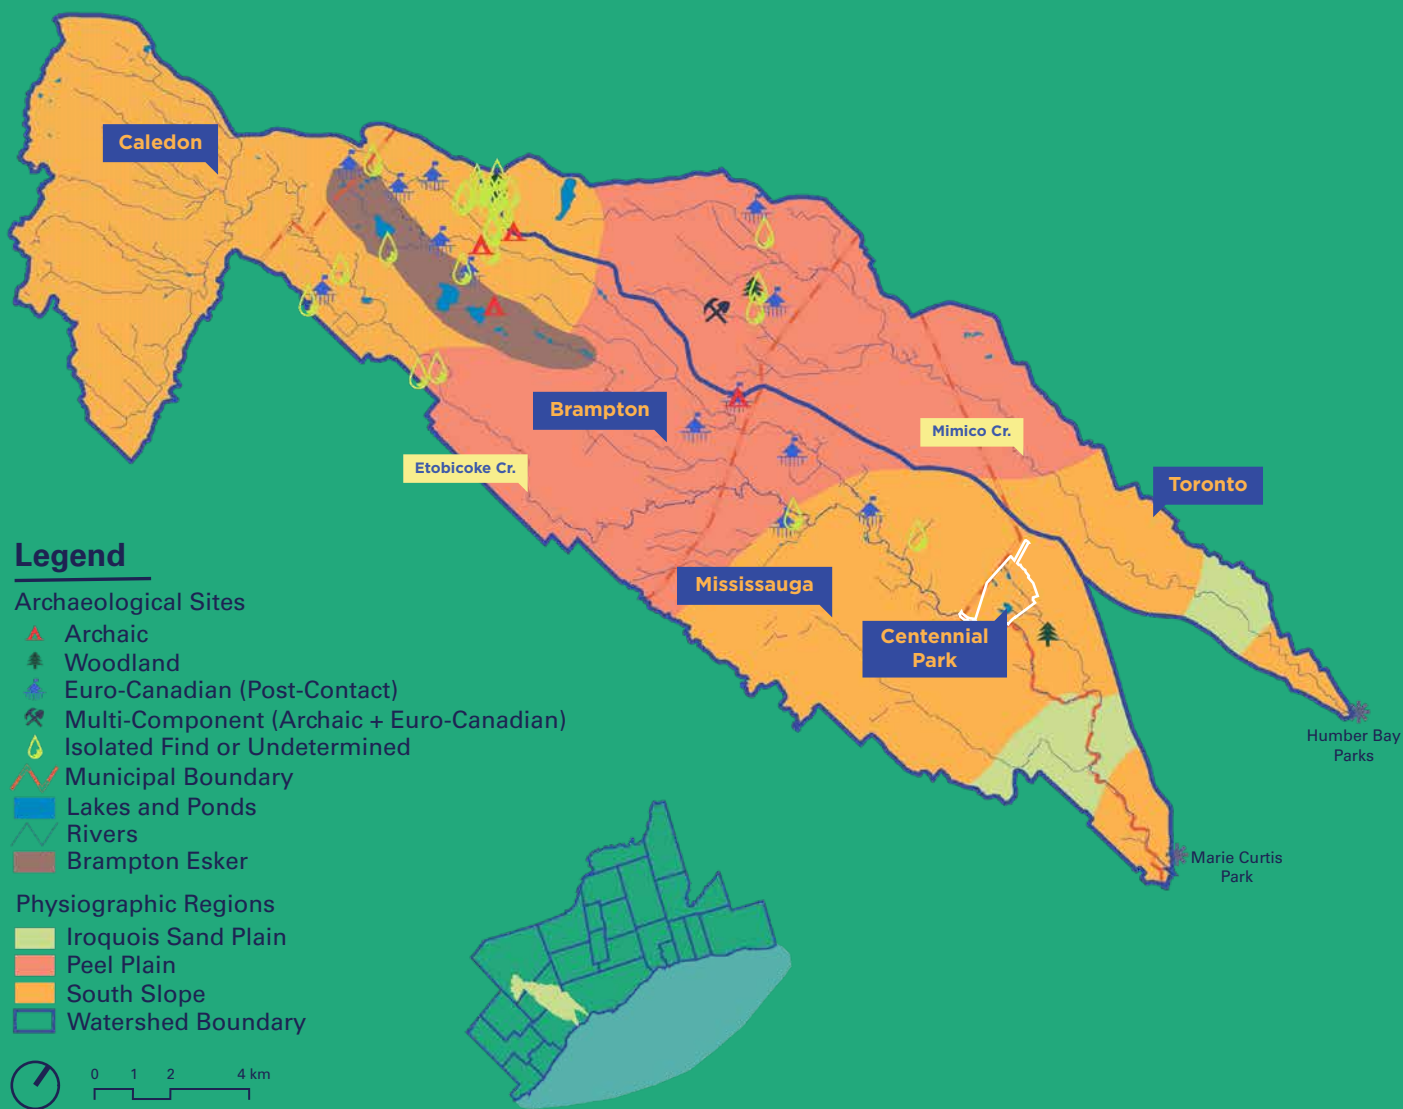 Caledon
Brampton
Mimico Cr.
Etobicoke Cr.
Toronto
Mississauga
Centennial
Park
Humber Bay
Parks
Marie Curtis
Park
Legend
Archaeological Sites
Archaic
Woodland
Euro-Canadian (Post-Contact)
Multi-Component (Archaic + Euro-Canadian)
Isolated Find or Undetermined
Municipal Boundary
Lakes and Ponds
Rivers
Brampton Esker
Physiographic Regions
Iroquois Sand Plain
Peel Plain
South Slope
Watershed Boundary
0 1 2 4 km